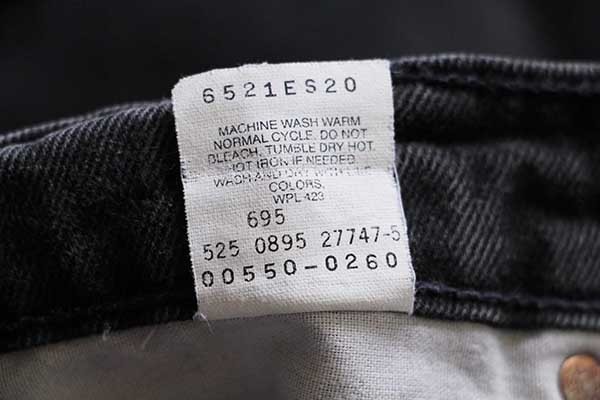 6521ES20
MACHINE WASH WARM
NORMAL CYCLE. DO NOT
BLEACH. TUMBLE DRY HOT.
HOT IRON IF NEEDED.
WASH AND DRY WITH
COLORS.
WPL 423
695
525 0895 27747-5
00550-0260